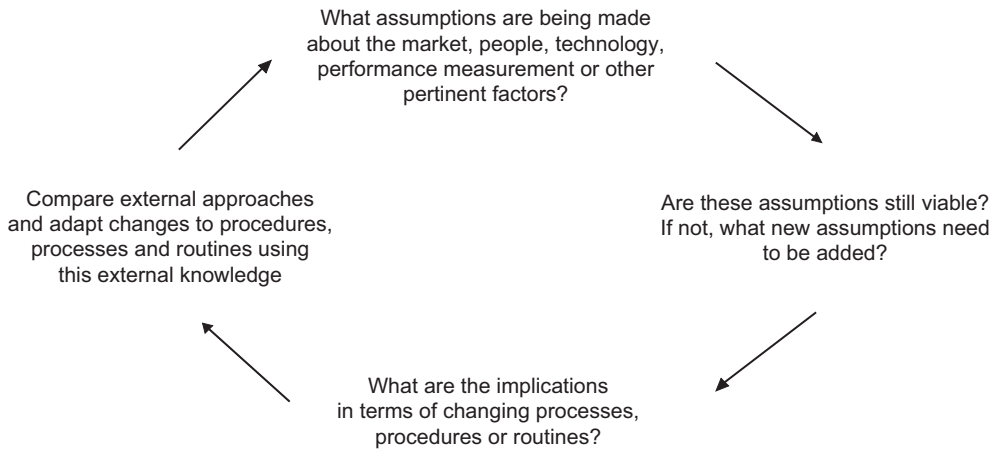 What assumptions are being made
about the market, people, technology,
performance measurement or other
pertinent factors?
Are these assumptions still viable?
If not, what new assumptions need
to be added?
What are the implications
in terms of changing processes,
procedures or routines?
Compare external approaches
and adapt changes to procedures,
processes and routines using
this external knowledge